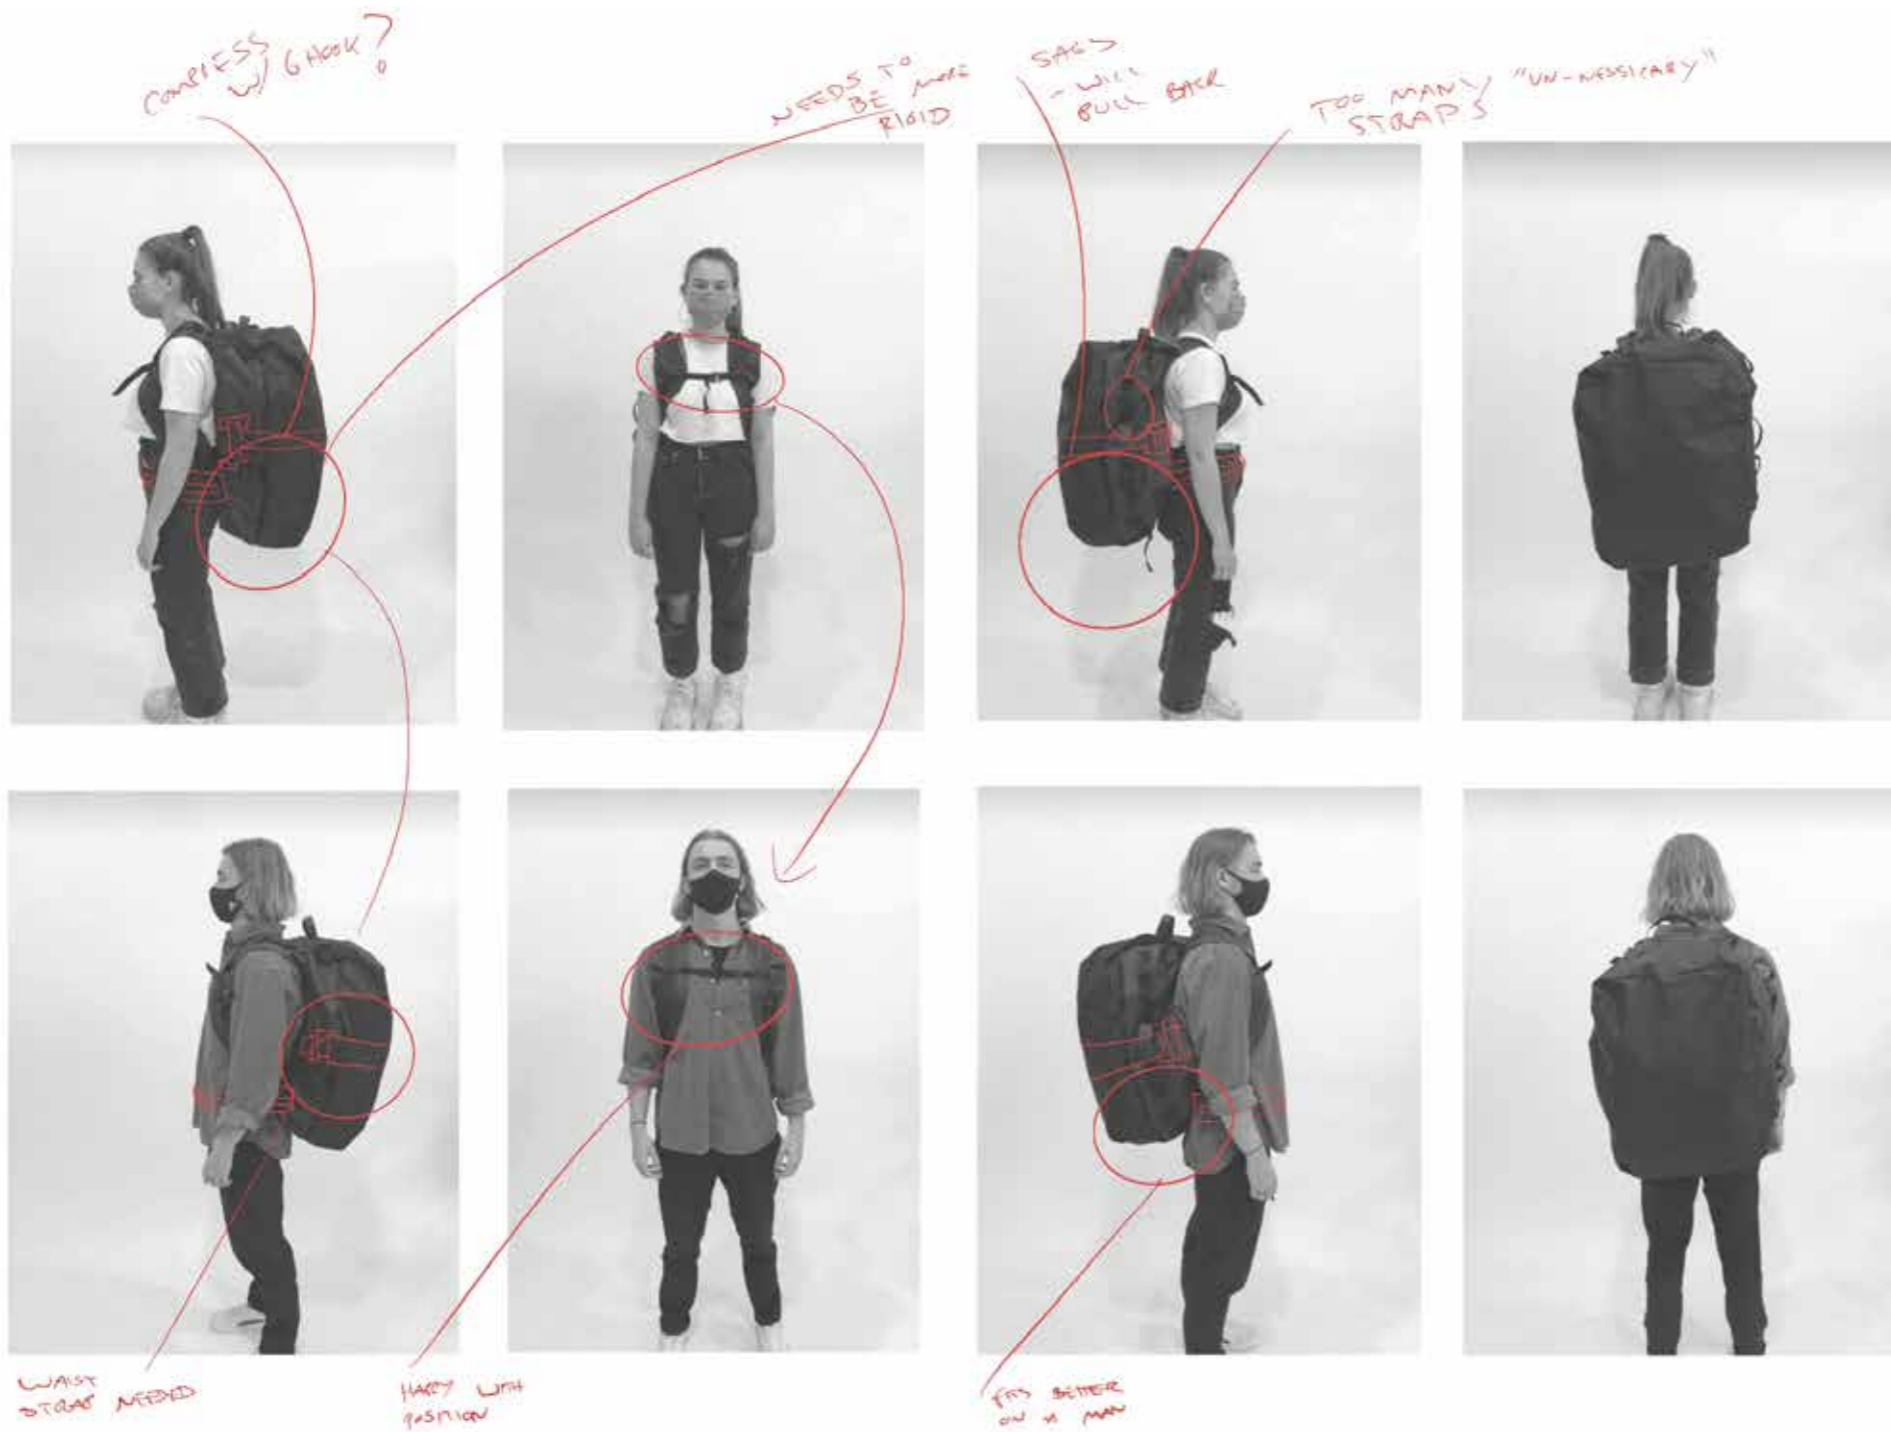 COMPRESS
W/ G HOOK?
NEEDS TO
BE MORE
RIGID
SAGS
- WILL
PULL BACK
TOO MANY "UN-NESSICARY"
STRAPS
WAIST
STRAP NEEDED
HAPPY WITH
POSITION
FITS BETTER
ON A MAN